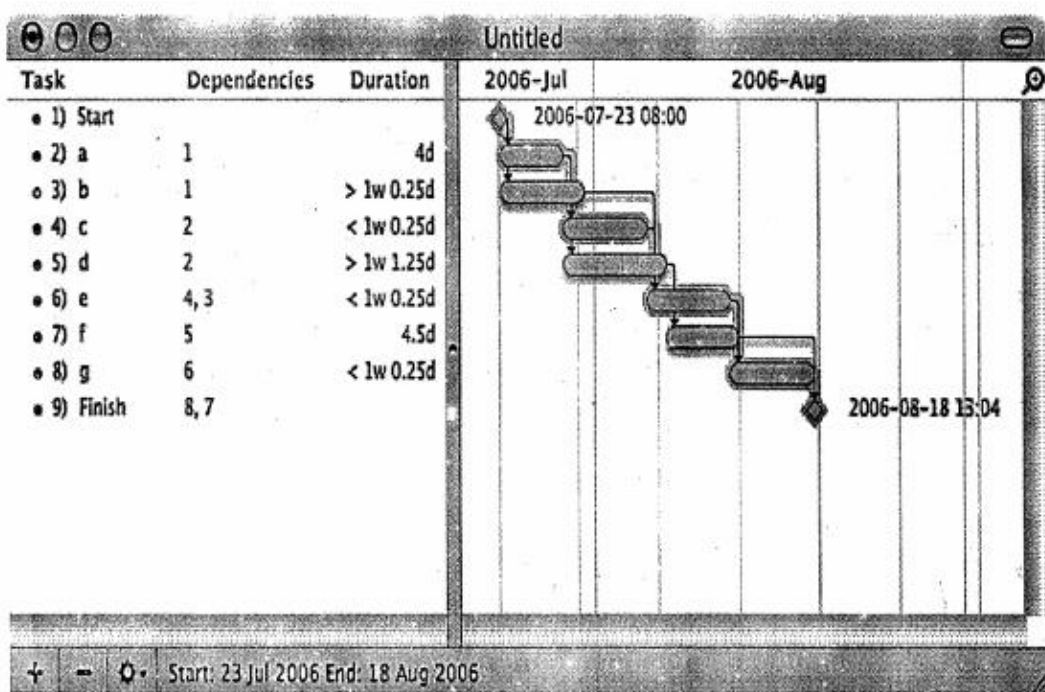 Untitled
Task Dependencies Duration 2006-Jul 2006-Aug
1) Start 2006-07-23 08:00
2) a 1 4d
3) b 1 > 1w 0.25d
4) c 2 < 1w 0.25d
5) d 2 > 1w 1.25d
6) e 4, 3 < 1w 0.25d
7) f 5 4.5d
8) g 6 < 1w 0.25d
9) Finish 8, 7 2006-08-18 13:04
Start: 23 Jul 2006 End: 18 Aug 2006